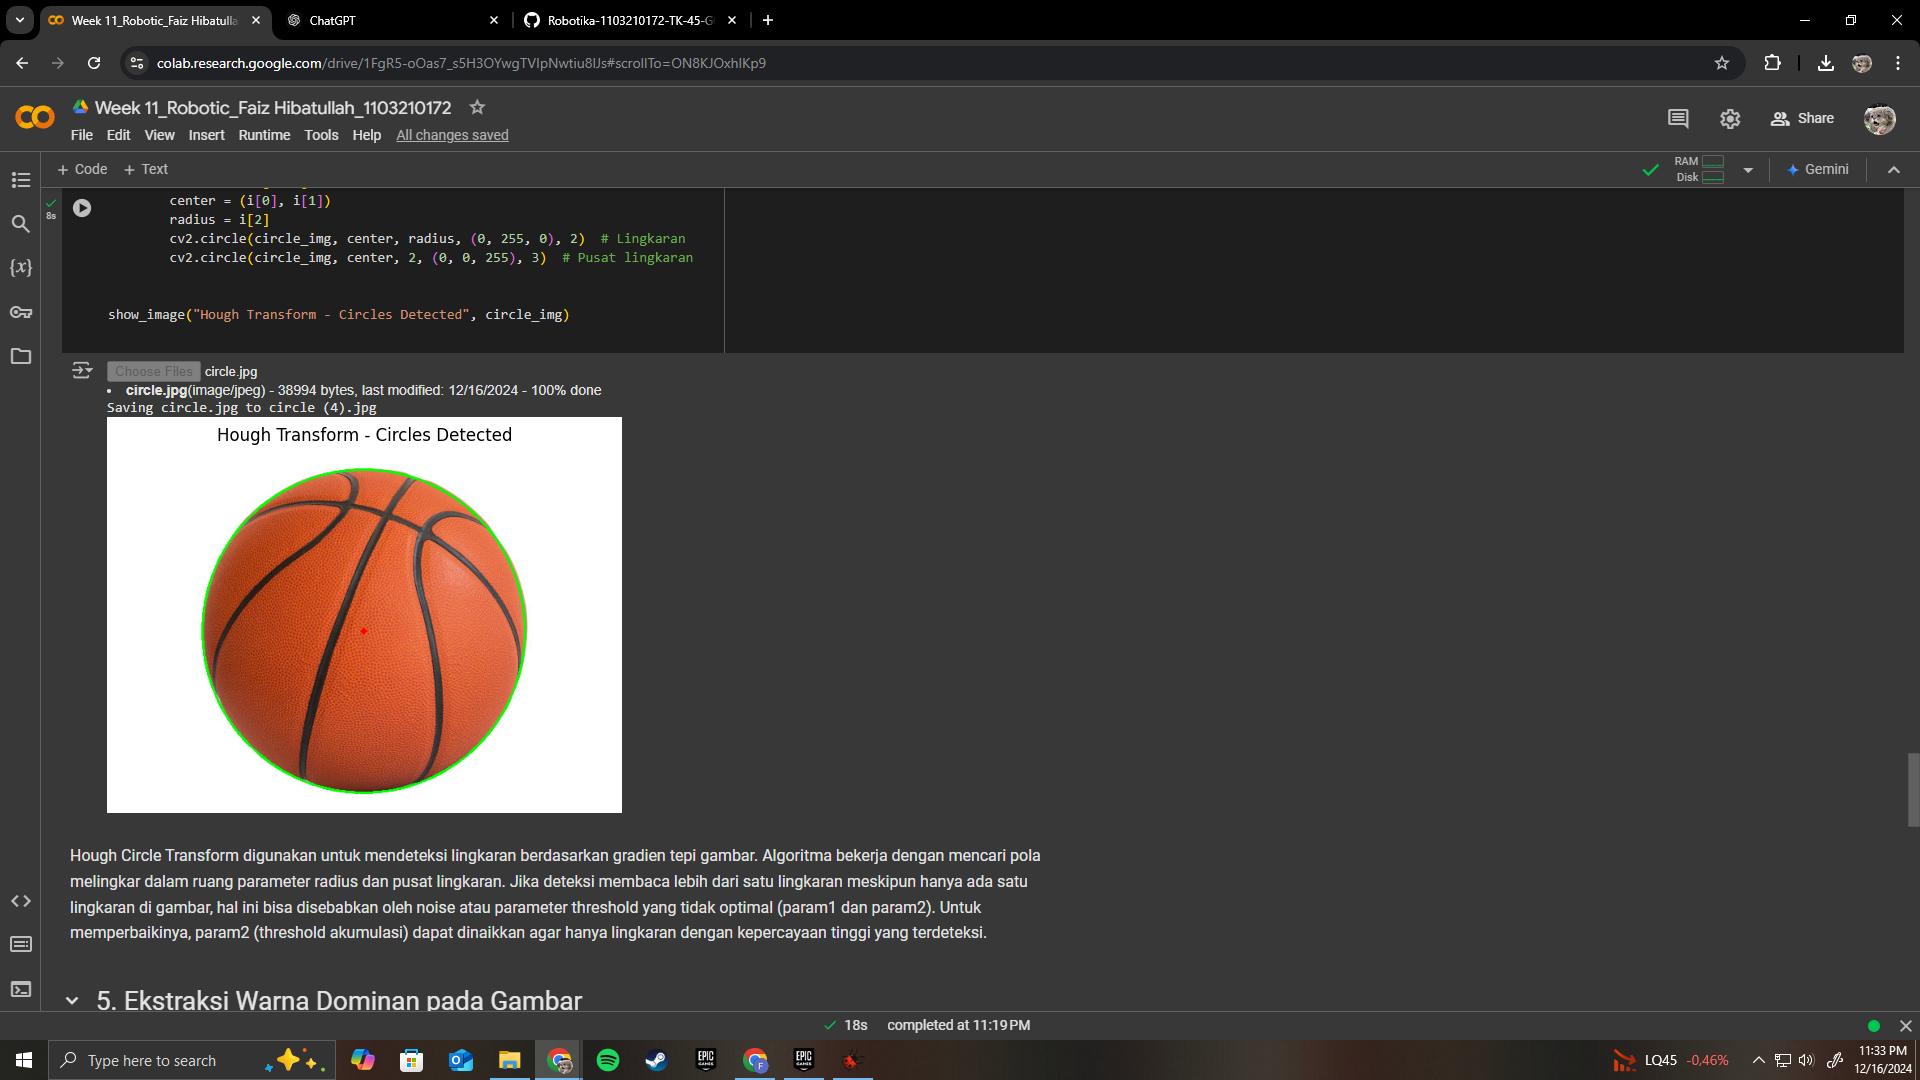 Week 11_Robotic_Faiz Hibatulla
ChatGPT
Robotika-1103210172-TK-45-G
colab.research.google.com/drive/1FgR5-oOas7_s5H3OYwgTVIpNwtiu8IJs#scrollTo=ON8KJOxhIKp9
Week 11_Robotic_Faiz Hibatullah_1103210172
File Edit View Insert Runtime Tools Help All changes saved
Share
+ Code + Text
RAM
Disk
Gemini
8s
center = (i[0], i[1])
radius = i[2]
cv2.circle(circle_img, center, radius, (0, 255, 0), 2)  # Lingkaran
cv2.circle(circle_img, center, 2, (0, 0, 255), 3)  # Pusat lingkaran
show_image("Hough Transform - Circles Detected", circle_img)
Choose Files circle.jpg
• circle.jpg(image/jpeg) - 38994 bytes, last modified: 12/16/2024 - 100% done
Saving circle.jpg to circle (4).jpg
Hough Transform - Circles Detected
Hough Circle Transform digunakan untuk mendeteksi lingkaran berdasarkan gradien tepi gambar. Algoritma bekerja dengan mencari pola
melingkar dalam ruang parameter radius dan pusat lingkaran. Jika deteksi membaca lebih dari satu lingkaran meskipun hanya ada satu
lingkaran di gambar, hal ini bisa disebabkan oleh noise atau parameter threshold yang tidak optimal (param1 dan param2). Untuk
memperbaikinya, param2 (threshold akumulasi) dapat dinaikkan agar hanya lingkaran dengan kepercayaan tinggi yang terdeteksi.
5. Ekstraksi Warna Dominan pada Gambar
18s completed at 11:19 PM
Type here to search
EPIC GAMES
EPIC GAMES
LQ45 -0,46%
11:33 PM
12/16/2024